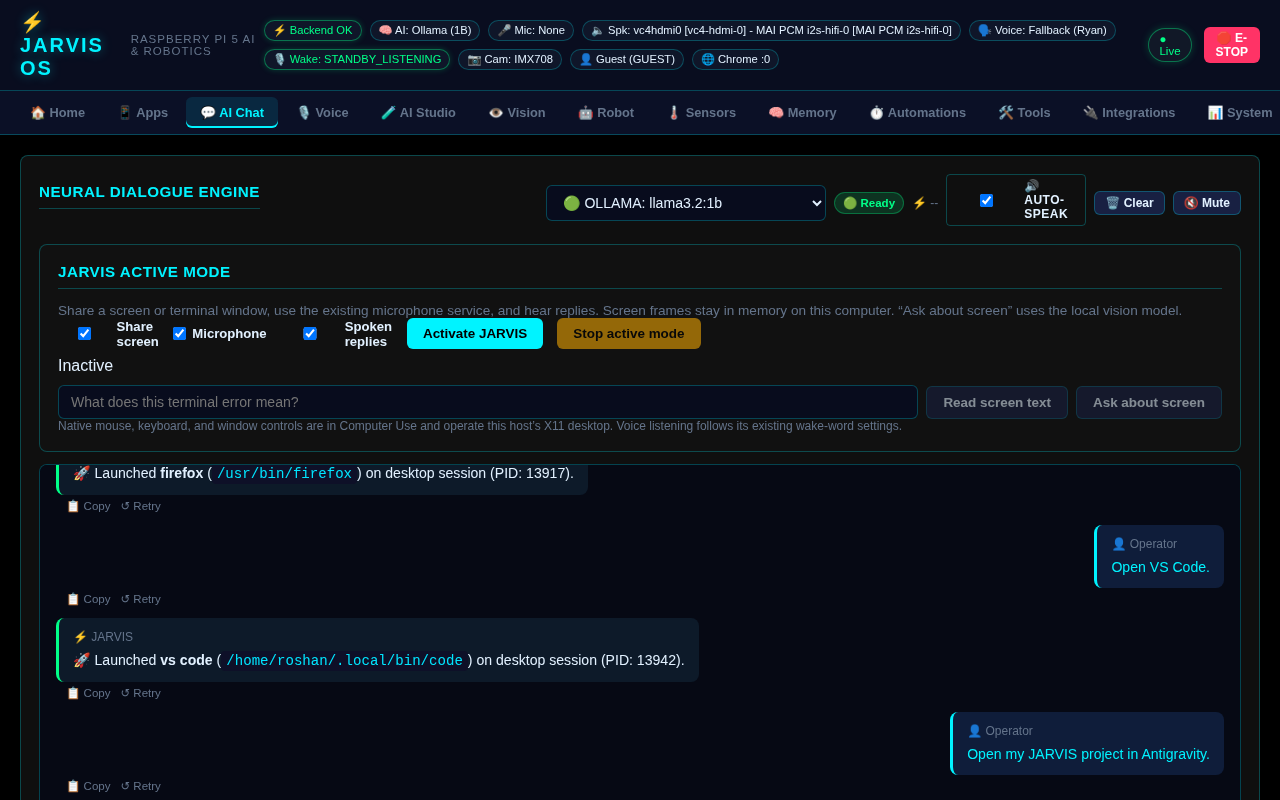 ⚡ JARVIS OS
RASPBERRY PI 5 AI & ROBOTICS
⚡ Backend OK
🧠 AI: Ollama (1B)
🎤 Mic: None
🔈 Spk: vc4hdmi0 [vc4-hdmi-0] - MAI PCM i2s-hifi-0 [MAI PCM i2s-hifi-0]
🗣️ Voice: Fallback (Ryan)
🎙️ Wake: STANDBY_LISTENING
📷 Cam: IMX708
👤 Guest (GUEST)
🌐 Chrome :0
● Live
🛑 E-STOP
🏠 Home
📱 Apps
💬 AI Chat
🎙️ Voice
🧪 AI Studio
👁️ Vision
🤖 Robot
🌡️ Sensors
🧠 Memory
⏱️ Automations
🛠️ Tools
🔌 Integrations
📊 System
NEURAL DIALOGUE ENGINE
🟢 OLLAMA: llama3.2:1b
🟢 Ready
⚡ --
🔊 AUTO-SPEAK
🗑️ Clear
🔇 Mute
JARVIS ACTIVE MODE
Share a screen or terminal window, use the existing microphone service, and hear replies. Screen frames stay in memory on this computer. “Ask about screen” uses the local vision model.
Share screen
Microphone
Spoken replies
Activate JARVIS
Stop active mode
Inactive
What does this terminal error mean?
Read screen text
Ask about screen
Native mouse, keyboard, and window controls are in Computer Use and operate this host's X11 desktop. Voice listening follows its existing wake-word settings.
🚀 Launched firefox ( /usr/bin/firefox ) on desktop session (PID: 13917).
📋 Copy ↺ Retry
👤 Operator
Open VS Code.
📋 Copy ↺ Retry
⚡ JARVIS
🚀 Launched vs code ( /home/roshan/.local/bin/code ) on desktop session (PID: 13942).
📋 Copy ↺ Retry
👤 Operator
Open my JARVIS project in Antigravity.
📋 Copy ↺ Retry